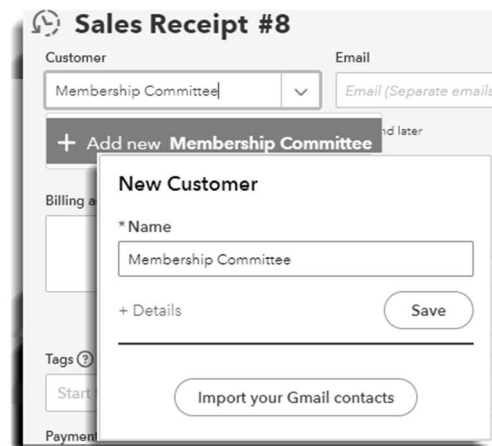 Sales Receipt #8
Customer
Email
Membership Committee
Email (Separate emails
+ Add new Membership Committee
nd later
New Customer
Billing a
* Name
Membership Committee
+ Details
Save
Tags
Start
Import your Gmail contacts
Payment